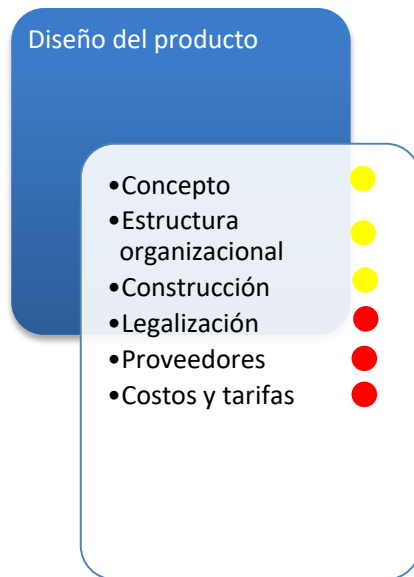 Diseño del producto
•Concepto
•Estructura
organizacional
•Construcción
•Legalización
•Proveedores
•Costos y tarifas